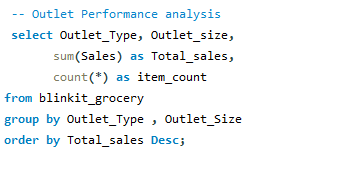 -- Outlet Performance analysis
select Outlet_Type, Outlet_size,
sum(Sales) as Total_sales,
count(*) as item_count
from blinkit_grocery
group by Outlet_Type , Outlet_Size
order by Total_sales Desc;